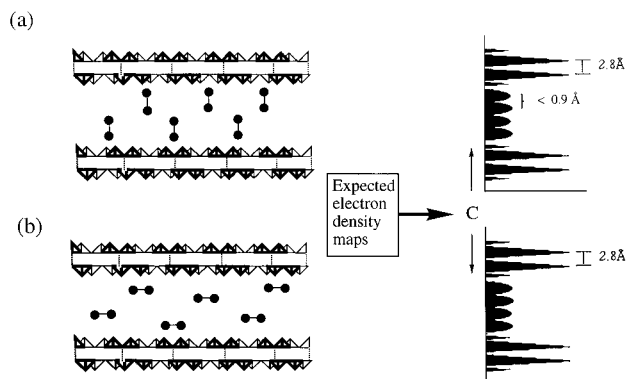 (a)
2.8Å
< 0.9 Å
Expected
electron
density
maps
C
(b)
2.8Å